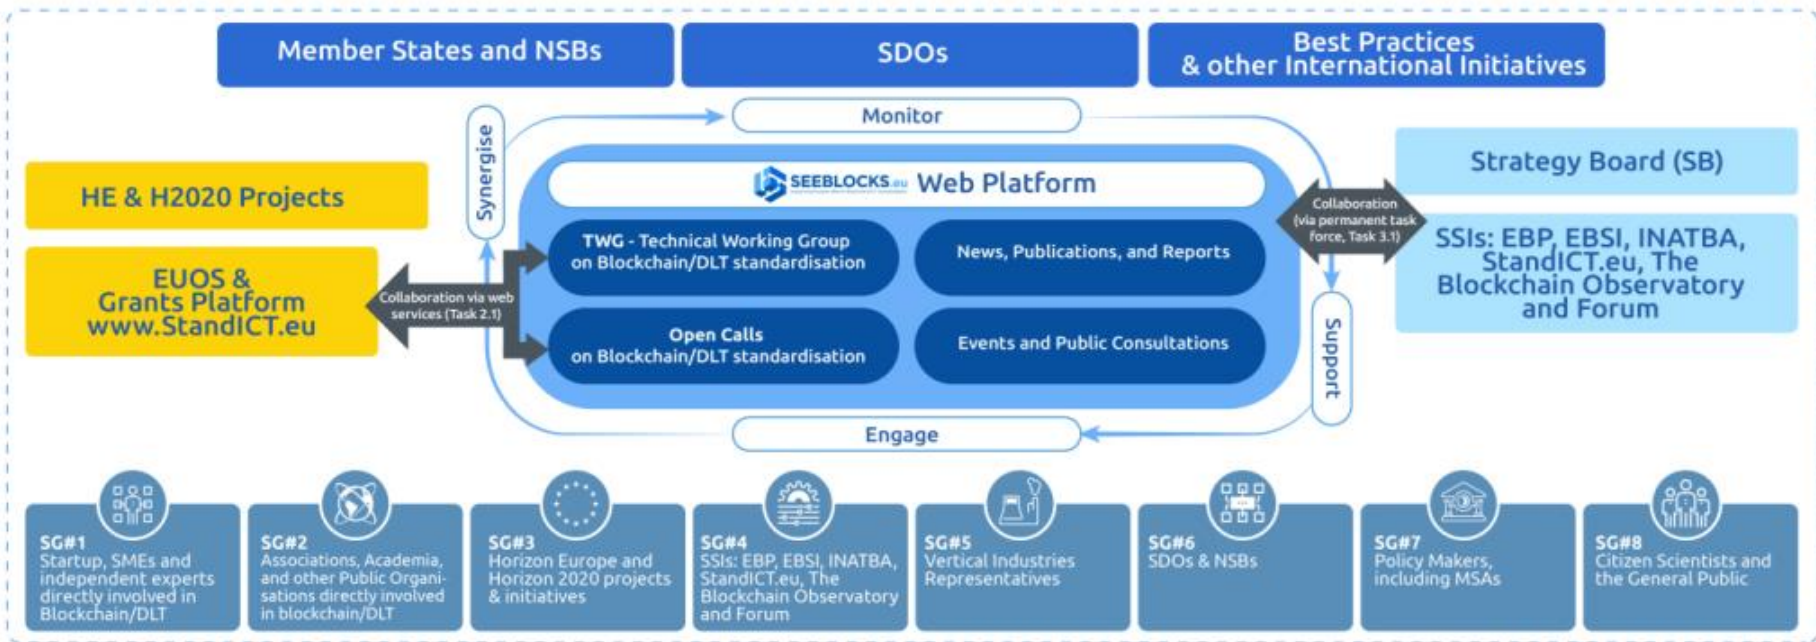 Member States and NSBs
SDOs
Best Practices
& other International Initiatives
Monitor
Synergise
HE & H2020 Projects
EUOS &
Grants Platform
www.StandICT.eu
Collaboration via web
services (Task 2.1)
SEEBLOCKS.eu Web Platform
TWG - Technical Working Group
on Blockchain/DLT standardisation
News, Publications, and Reports
Open Calls
on Blockchain/DLT standardisation
Events and Public Consultations
Collaboration
(via permanent task
force, Task 3.1)
Strategy Board (SB)
SSIs: EBP, EBSI, INATBA,
StandICT.eu, The
Blockchain Observatory
and Forum
Support
Engage
SG#1
Startup, SMEs and
independent experts
directly involved in
Blockchain/DLT
SG#2
Associations, Academia,
and other Public Organi-
sations directly involved
in blockchain/DLT
SG#3
Horizon Europe and
Horizon 2020 projects
& initiatives
SG#4
SSIs: EBP, EBSI, INATBA,
StandICT.eu, The
Blockchain Observatory
and Forum
SG#5
Vertical Industries
Representatives
SG#6
SDOs & NSBs
SG#7
Policy Makers,
including MSAs
SG#8
Citizen Scientists and
the General Public